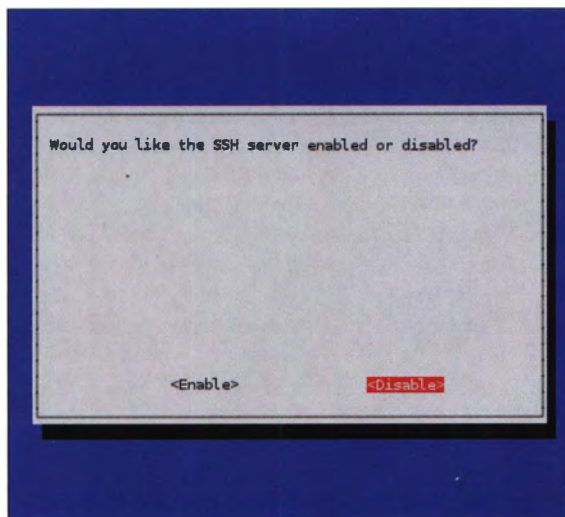 Would you like the SSH server enabled or disabled?
<Enable>
<Disable>